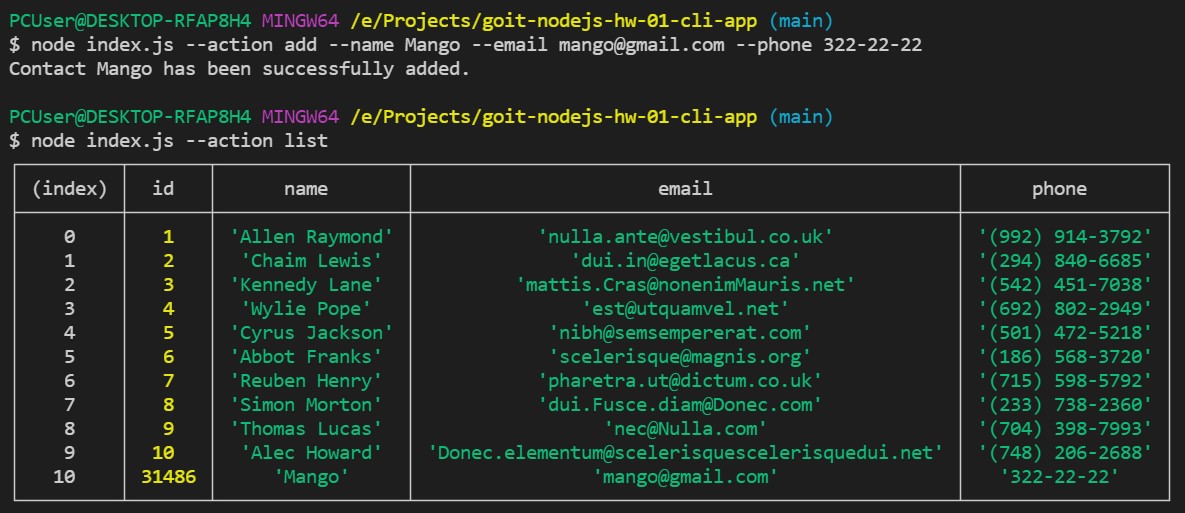 PCUser@DESKTOP-RFAP8H4 MINGW64 /e/Projects/goit-nodejs-hw-01-cli-app (main)
$ node index.js --action add --name Mango --email mango@gmail.com --phone 322-22-22
Contact Mango has been successfully added.
PCUser@DESKTOP-RFAP8H4 MINGW64 /e/Projects/goit-nodejs-hw-01-cli-app (main)
$ node index.js --action list
(index) id name email phone
0 1 'Allen Raymond' 'nulla.ante@vestibul.co.uk' '(992) 914-3792'
1 2 'Chaim Lewis' 'dui.in@egetlacus.ca' '(294) 840-6685'
2 3 'Kennedy Lane' 'mattis.Cras@nonenimMauris.net' '(542) 451-7038'
3 4 'Wylie Pope' 'est@utquamvel.net' '(692) 802-2949'
4 5 'Cyrus Jackson' 'nibh@semsempererat.com' '(501) 472-5218'
5 6 'Abbot Franks' 'scelerisque@magnis.org' '(186) 568-3720'
6 7 'Reuben Henry' 'pharetra.ut@dictum.co.uk' '(715) 598-5792'
7 8 'Simon Morton' 'dui.Fusce.diam@Donec.com' '(233) 738-2360'
8 9 'Thomas Lucas' 'nec@Nulla.com' '(704) 398-7993'
9 10 'Alec Howard' 'Donec.elementum@scelerisquescelerisquedui.net' '(748) 206-2688'
10 31486 'Mango' 'mango@gmail.com' '322-22-22'